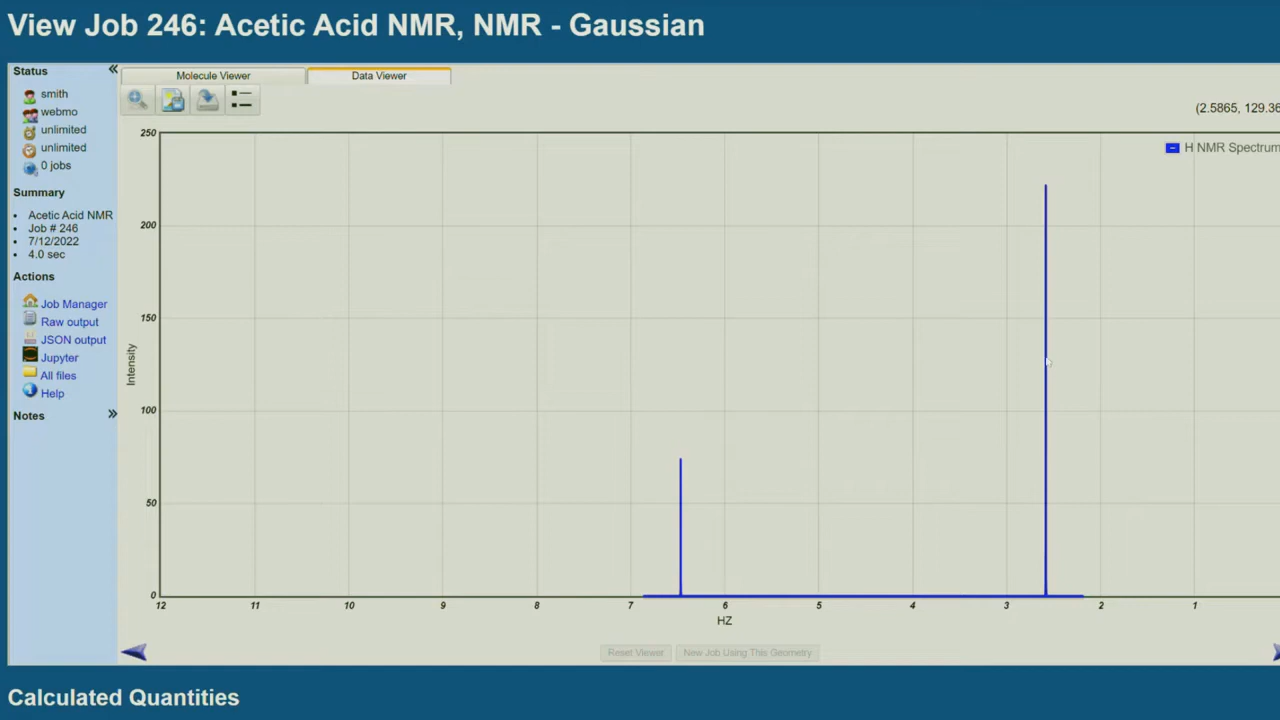 View Job 246: Acetic Acid NMR, NMR - Gaussian
Status
smith
webmo
unlimited
unlimited
0 jobs
Summary
Acetic Acid NMR
Job # 246
7/12/2022
4.0 sec
Actions
Job Manager
Raw output
JSON output
Jupyter
All files
Help
Notes
Molecule Viewer
Data Viewer
(2.5865, 129.36
H NMR Spectrum
250
200
150
100
50
0
Intensity
12 11 10 9 8 7 6 5 4 3 2 1
HZ
Reset Viewer
New Job Using This Geometry
Calculated Quantities